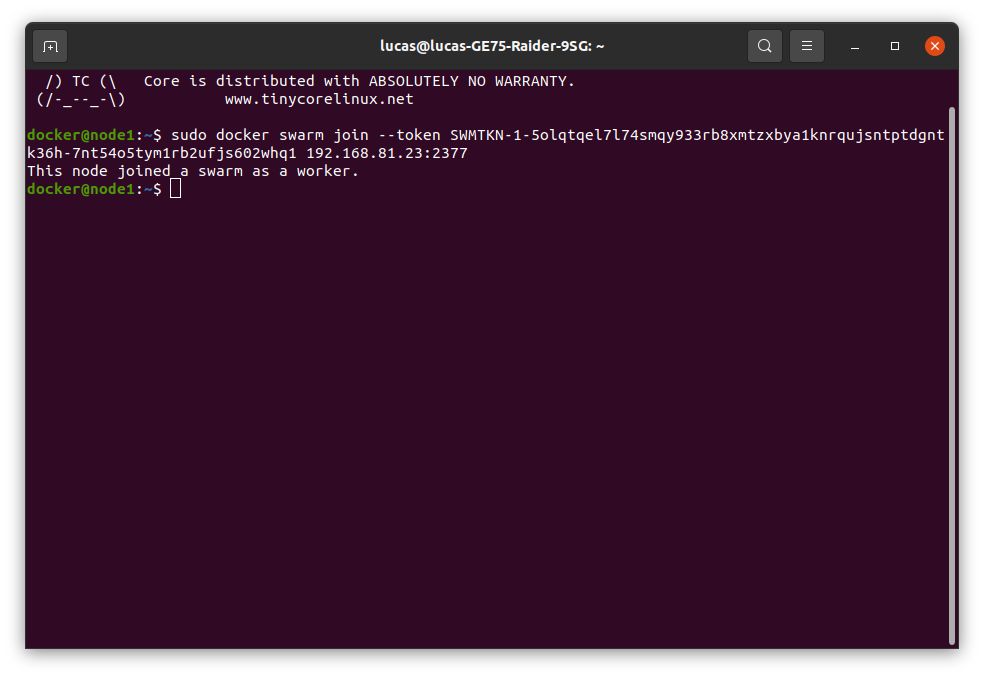 lucas@lucas-GE75-Raider-9SG: ~
/) TC (\   Core is distributed with ABSOLUTELY NO WARRANTY.
(/-_--_-\)           www.tinycorelinux.net
docker@node1:~$ sudo docker swarm join --token SWMTKN-1-5olqtqel7l74smqy933rb8xmtzxbya1knrqujsntptdgnt
k36h-7nt54o5tym1rb2ufjs602whq1 192.168.81.23:2377
This node joined a swarm as a worker.
docker@node1:~$